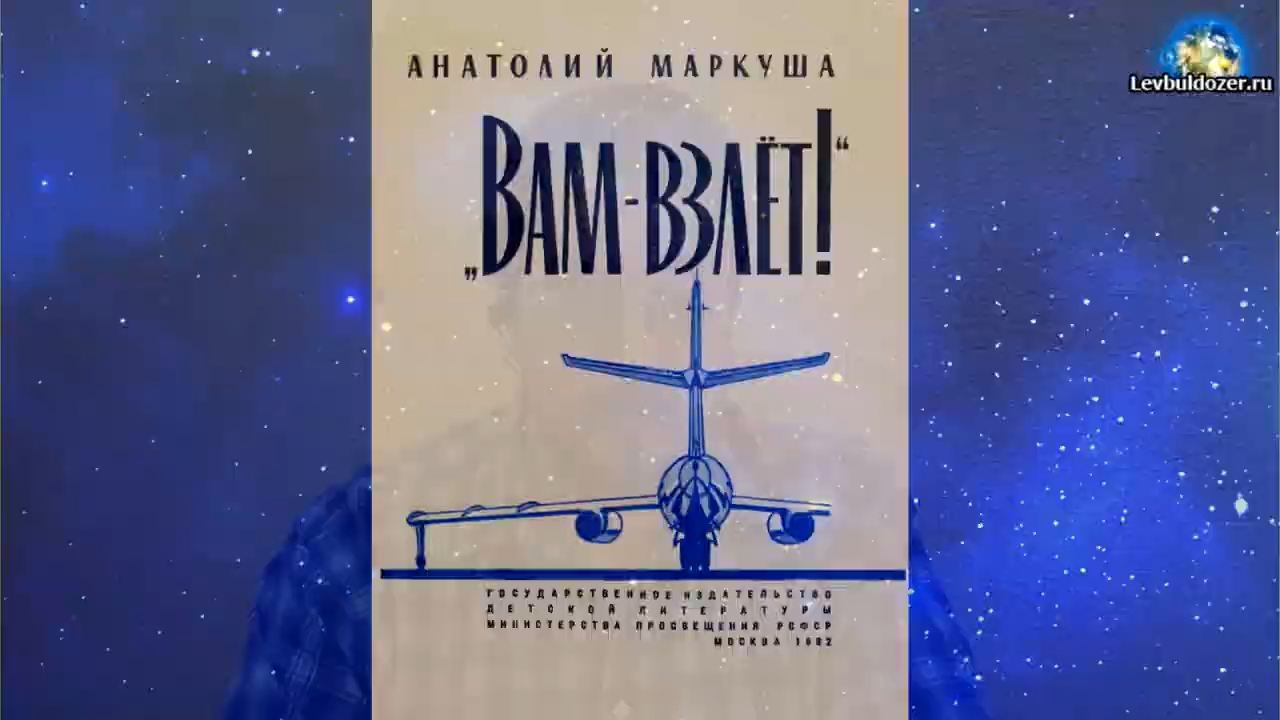 АНАТОЛИЙ МАРКУША
Levbuldozer.ru
„ВАМ-ВЗЛЁТ!“
ГОСУДАРСТВЕННОЕ ИЗДАТЕЛЬСТВО
ДЕТСКОЙ ЛИТЕРАТУРЫ
МИНИСТЕРСТВА ПРОСВЕЩЕНИЯ РСФСР
МОСКВА 1962